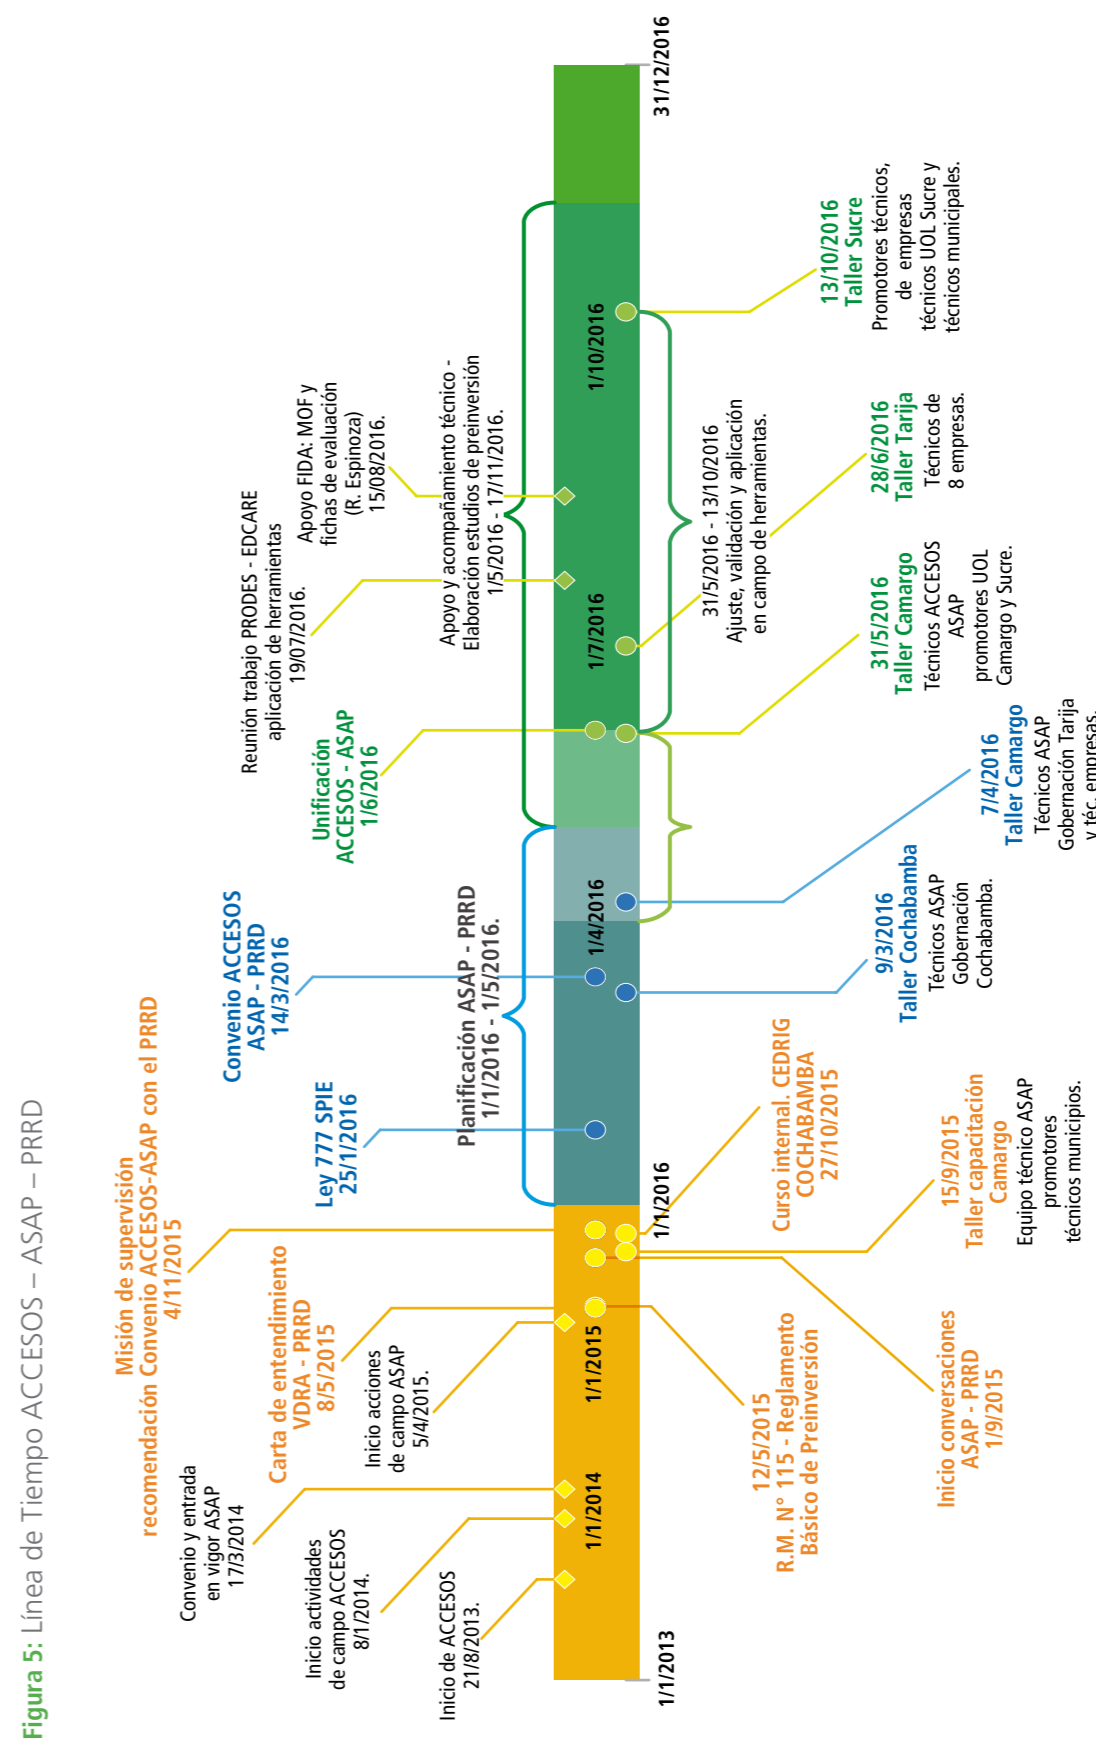 Figura 5: Línea de Tiempo ACCESOS – ASAP – PRRD
Misión de supervisión
recomendación Convenio ACCESOS-ASAP con el PRRD
4/11/2015
Convenio y entrada
en vigor ASAP
17/3/2014
Carta de entendimiento
VDRA - PRRD
8/5/2015
Inicio actividades
de campo ACCESOS
8/1/2014.
Inicio acciones
de campo ASAP
5/4/2015.
Inicio de ACCESOS
21/8/2013.
Convenio ACCESOS
ASAP - PRRD
14/3/2016
Ley 777 SPIE
25/1/2016
Planificación ASAP - PRRD
1/1/2016 - 1/5/2016.
Unificación
ACCESOS - ASAP
1/6/2016
Reunión trabajo PRODES - EDCARE
aplicación de herramientas
19/07/2016.
Apoyo FIDA: MOF y
fichas de evaluación
(R. Espinoza)
15/08/2016.
Apoyo y acompañamiento técnico -
Elaboración estudios de preinversión
1/5/2016 - 17/11/2016.
1/1/2013
1/1/2014
1/1/2015
1/1/2016
1/4/2016
1/7/2016
1/10/2016
31/12/2016
12/5/2015
R.M. N° 115 - Reglamento
Básico de Preinversión
Inicio conversaciones
ASAP - PRRD
1/9/2015
Curso internal. CEDRIG
COCHABAMBA
27/10/2015
15/9/2015
Taller capacitación
Camargo
Equipo técnico ASAP
promotores
técnicos municipios.
9/3/2016
Taller Cochabamba
Técnicos ASAP
Gobernación
Cochabamba.
7/4/2016
Taller Camargo
Técnicos ASAP
Gobernación Tarija
y téc. empresas.
31/5/2016
Taller Camargo
Técnicos ACCESOS
ASAP
promotores UOL
Camargo y Sucre.
31/5/2016 - 13/10/2016
Ajuste, validación y aplicación
en campo de herramientas.
28/6/2016
Taller Tarija
Técnicos de
8 empresas.
13/10/2016
Taller Sucre
Promotores técnicos,
de empresas
técnicos UOL Sucre y
técnicos municipales.